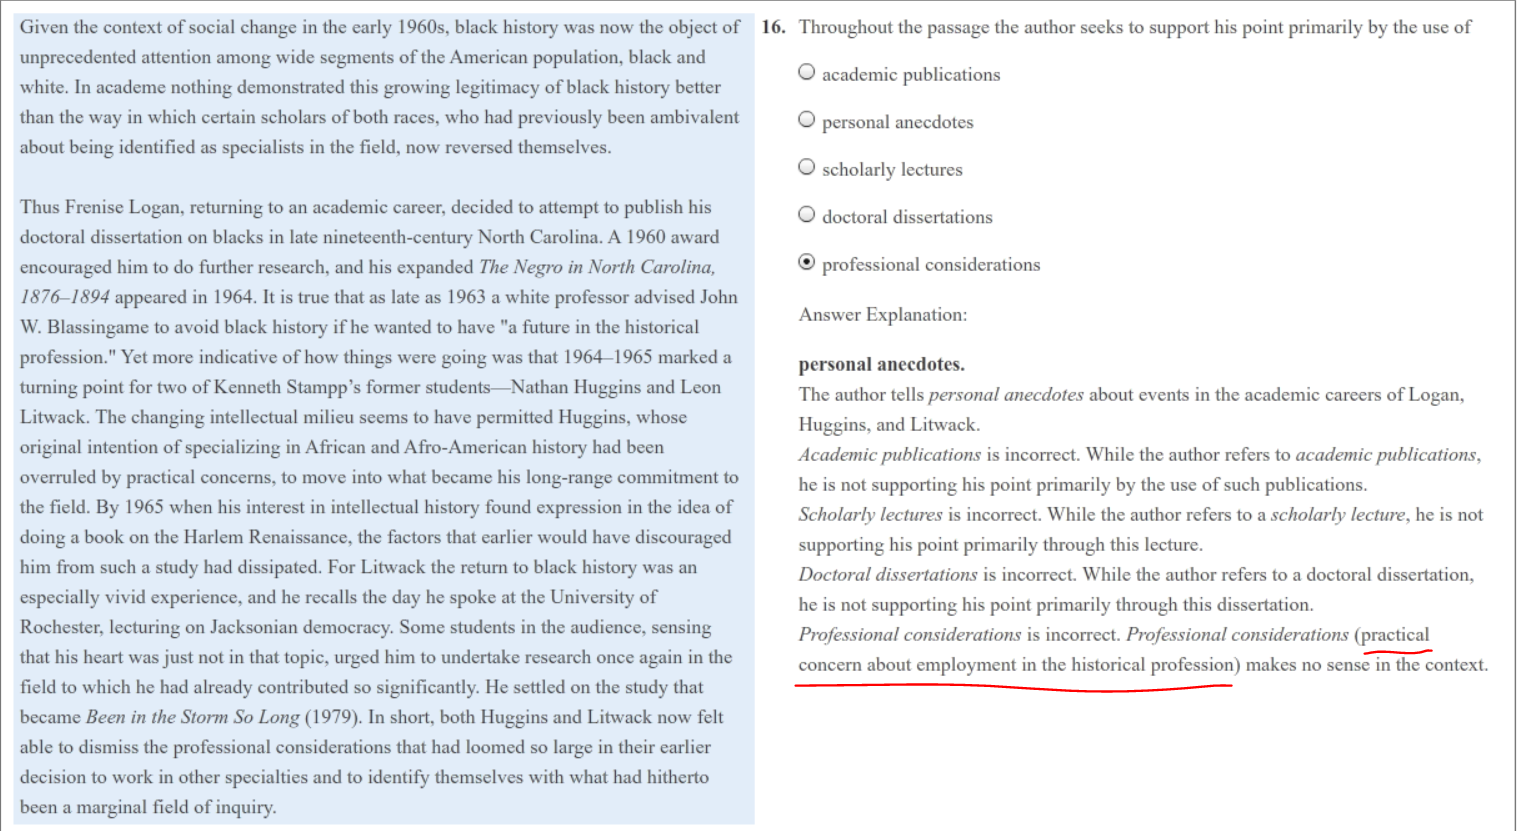 Given the context of social change in the early 1960s, black history was now the object of
unprecedented attention among wide segments of the American population, black and
white. In academe nothing demonstrated this growing legitimacy of black history better
than the way in which certain scholars of both races, who had previously been ambivalent
about being identified as specialists in the field, now reversed themselves.
Thus Frenise Logan, returning to an academic career, decided to attempt to publish his
doctoral dissertation on blacks in late nineteenth-century North Carolina. A 1960 award
encouraged him to do further research, and his expanded The Negro in North Carolina,
1876–1894 appeared in 1964. It is true that as late as 1963 a white professor advised John
W. Blassingame to avoid black history if he wanted to have "a future in the historical
profession." Yet more indicative of how things were going was that 1964–1965 marked a
turning point for two of Kenneth Stampp’s former students—Nathan Huggins and Leon
Litwack. The changing intellectual milieu seems to have permitted Huggins, whose
original intention of specializing in African and Afro-American history had been
overruled by practical concerns, to move into what became his long-range commitment to
the field. By 1965 when his interest in intellectual history found expression in the idea of
doing a book on the Harlem Renaissance, the factors that earlier would have discouraged
him from such a study had dissipated. For Litwack the return to black history was an
especially vivid experience, and he recalls the day he spoke at the University of
Rochester, lecturing on Jacksonian democracy. Some students in the audience, sensing
that his heart was just not in that topic, urged him to undertake research once again in the
field to which he had already contributed so significantly. He settled on the study that
became Been in the Storm So Long (1979). In short, both Huggins and Litwack now felt
able to dismiss the professional considerations that had loomed so large in their earlier
decision to work in other specialties and to identify themselves with what had hitherto
been a marginal field of inquiry.
16. Throughout the passage the author seeks to support his point primarily by the use of
academic publications
personal anecdotes
scholarly lectures
doctoral dissertations
professional considerations
Answer Explanation:
personal anecdotes.
The author tells personal anecdotes about events in the academic careers of Logan,
Huggins, and Litwack.
Academic publications is incorrect. While the author refers to academic publications,
he is not supporting his point primarily by the use of such publications.
Scholarly lectures is incorrect. While the author refers to a scholarly lecture, he is not
supporting his point primarily through this lecture.
Doctoral dissertations is incorrect. While the author refers to a doctoral dissertation,
he is not supporting his point primarily through this dissertation.
Professional considerations is incorrect. Professional considerations (practical
concern about employment in the historical profession) makes no sense in the context.